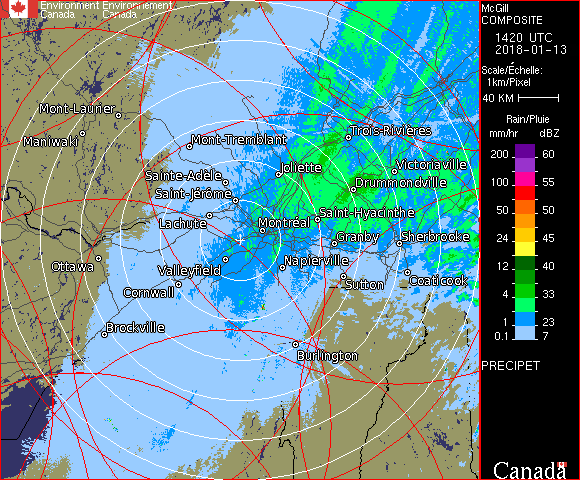 Environment Environnement
Canada Canada
McGill
COMPOSITE
1420 UTC
2018-01-13
Scale/Échelle:
1km/Pixel
40 KM
Rain/Pluie
mm/hr dBZ
200 60
100 55
50 50
24 45
12 40
4 33
1 23
0.1 7
PRECIPET
Canada
Mont-Laurier
Maniwaki
Mont-Tremblant
Trois-Rivières
Joliette
Victoriaville
Sainte-Adèle
Drummondville
Saint-Jérôme
Saint-Hyacinthe
Lachute
Montréal
Granby
Sherbrooke
Ottawa
Valleyfield
Napierville
Cornwall
Sutton
Coaticook
Brockville
Burlington